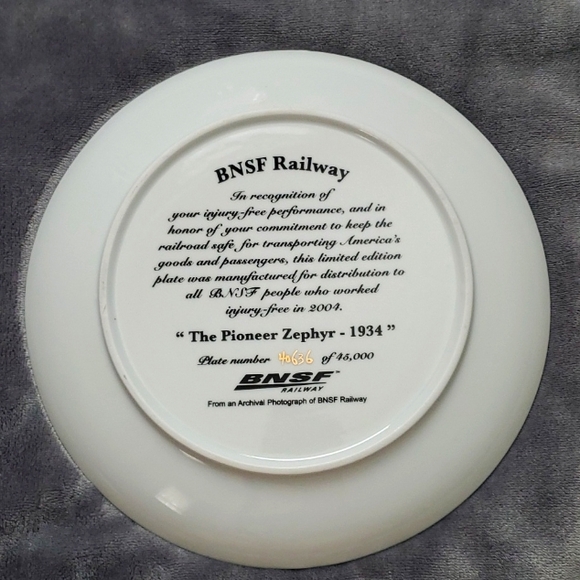 BNSF Railway
In recognition of
your injury-free performance, and in
honor of your commitment to keep the
railroad safe for transporting America's
goods and passengers, this limited edition
plate was manufactured for distribution to
all BNSF people who worked
injury-free in 2004.
“ The Pioneer Zephyr - 1934 ”
Plate number 40636 of 45,000
BNSF™
RAILWAY
From an Archival Photograph of BNSF Railway